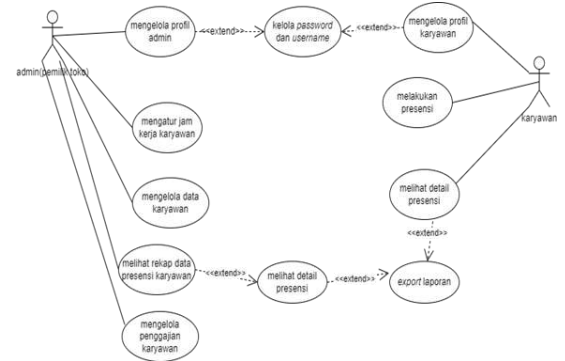 mengelola profil
admin
<<extend>>
kelola password
dan username
<<extend>>
mengelola profil
karyawan
admin(pemilik toko)
mengatur jam
kerja karyawan
melakukan
presensi
karyawan
mengelola data
karyawan
melihat detail
presensi
<<extend>>
melihat rekap data
presensi karyawan
<<extend>>
melihat detail
presensi
<<extend>>
export laporan
mengelola
penggajian
karyawan